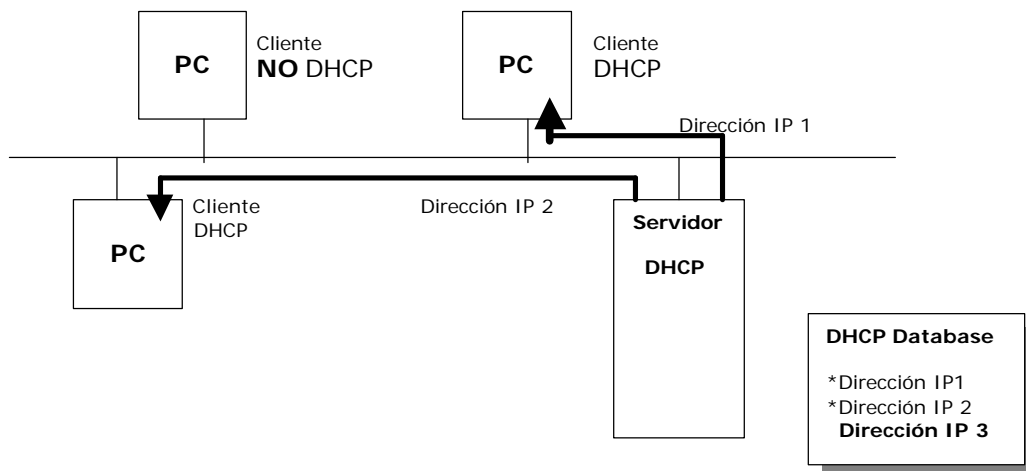 PC
Cliente
NO DHCP
PC
Cliente
DHCP
Dirección IP 1
PC
Cliente
DHCP
Dirección IP 2
Servidor
DHCP
DHCP Database
*Dirección IP1
*Dirección IP 2
Dirección IP 3